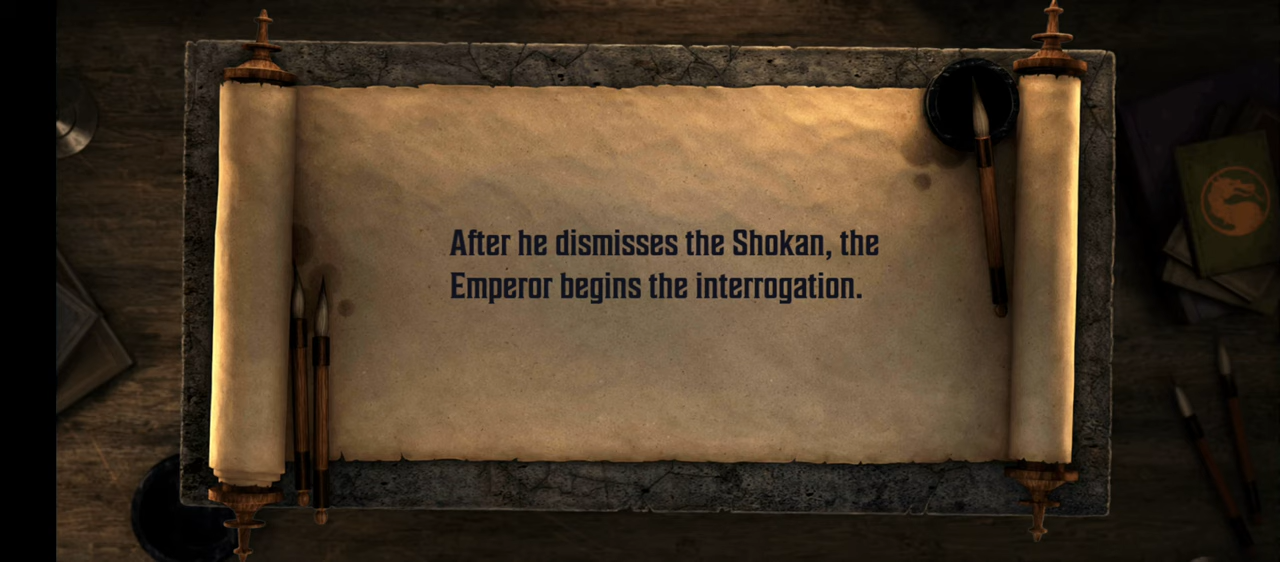 After he dismisses the Shokan, the
Emperor begins the interrogation.